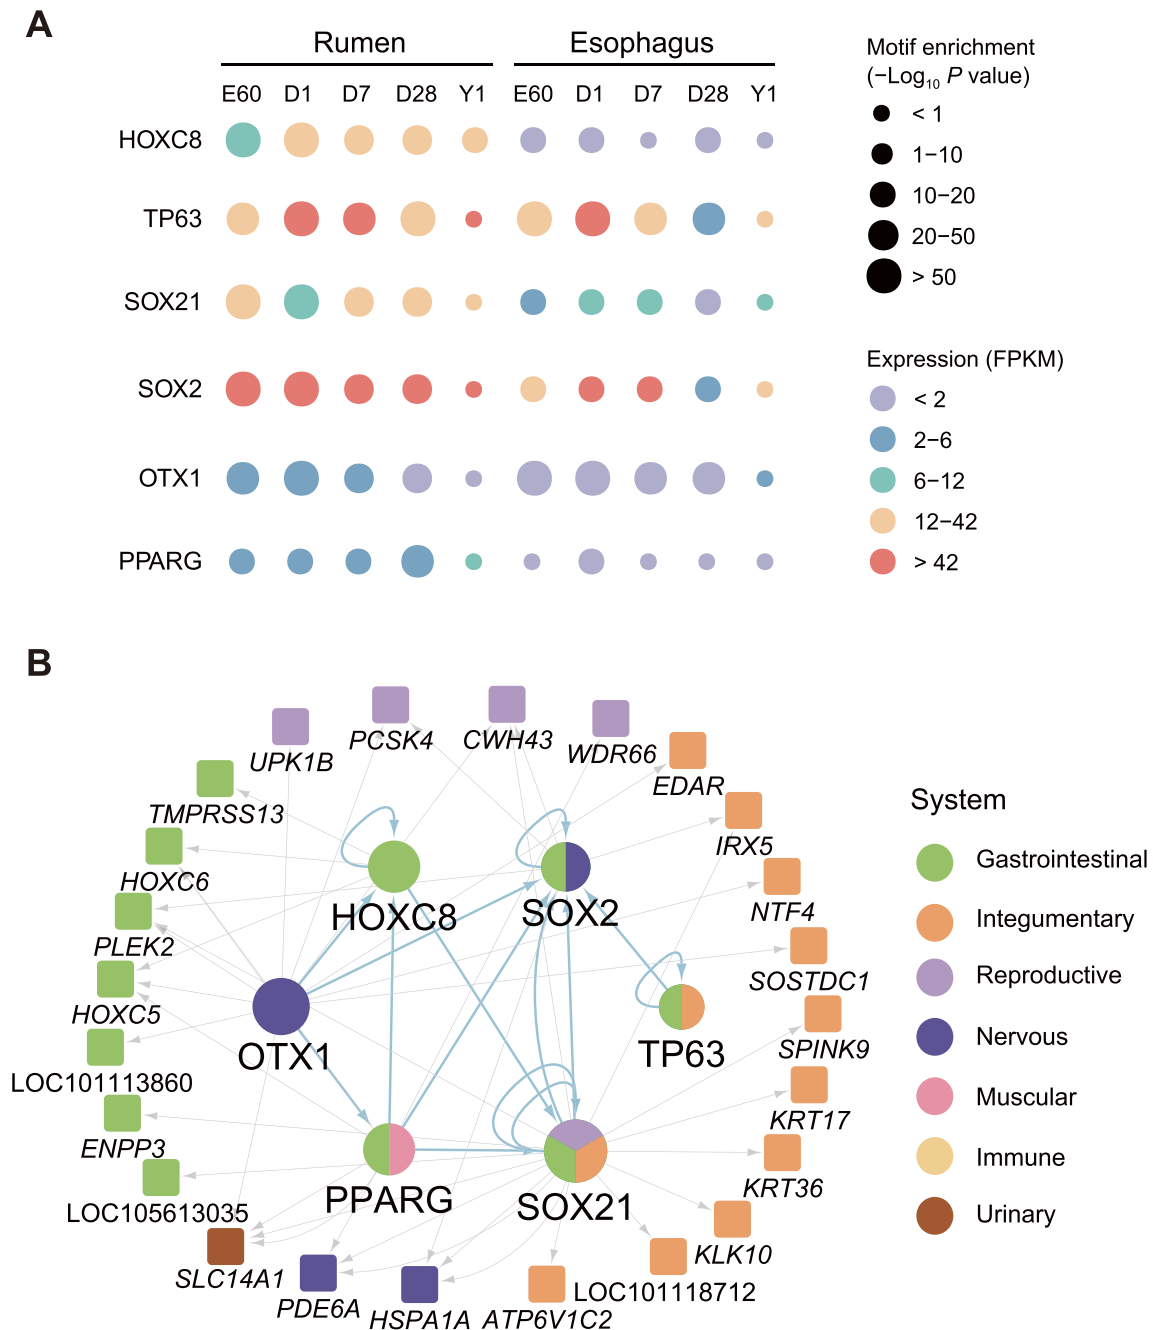 A
Rumen Esophagus
E60 D1 D7 D28 Y1 E60 D1 D7 D28 Y1
HOXC8
TP63
SOX21
SOX2
OTX1
PPARG
Motif enrichment
(−Log10 P value)
< 1
1−10
10−20
20−50
> 50
Expression (FPKM)
< 2
2−6
6−12
12−42
> 42
B
PCSK4
CWH43
UPK1B
WDR66
EDAR
TMPRSS13
IRX5
HOXC6
NTF4
HOXC8
SOX2
PLEK2
SOSTDC1
HOXC5
OTX1
TP63
SPINK9
LOC101113860
KRT17
ENPP3
KRT36
PPARG
SOX21
LOC105613035
KLK10
SLC14A1
LOC101118712
PDE6A
HSPA1A
ATP6V1C2
System
Gastrointestinal
Integumentary
Reproductive
Nervous
Muscular
Immune
Urinary